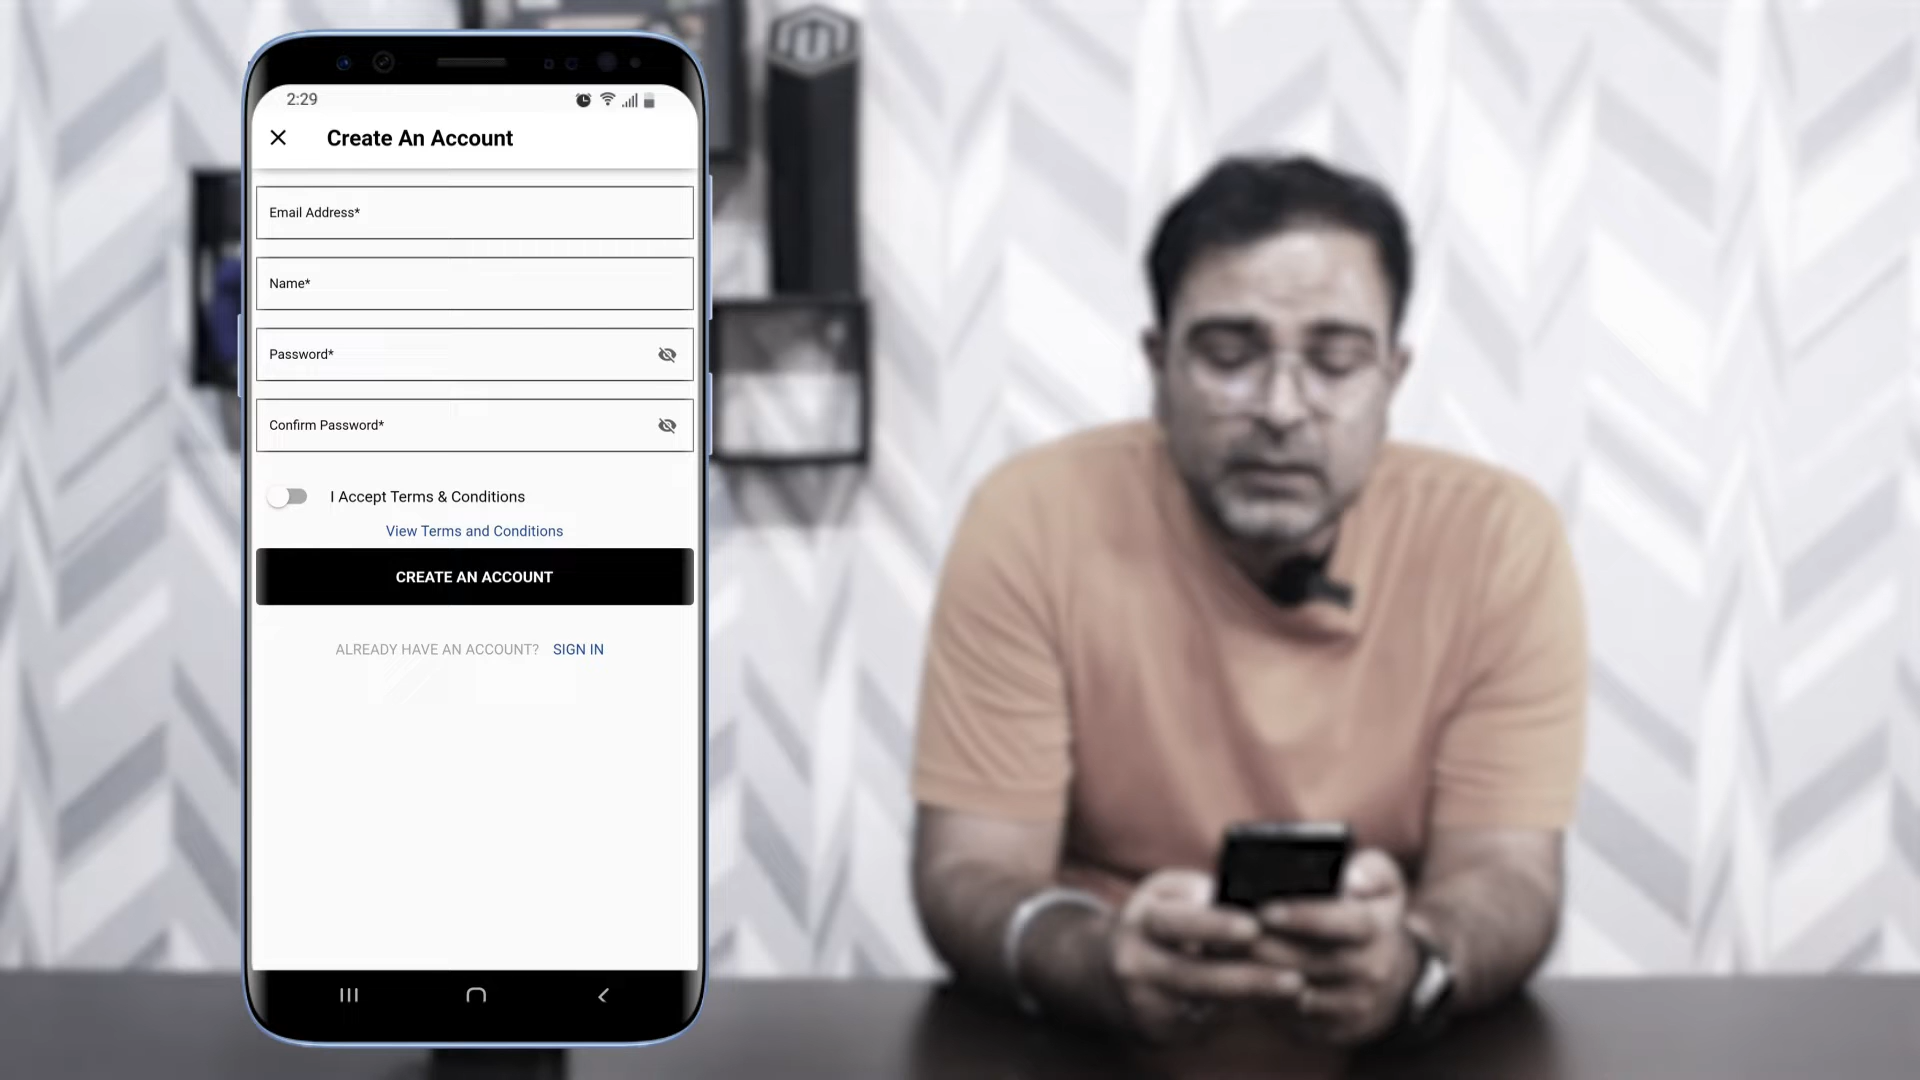 2:29
Create An Account
Email Address*
Name*
Password*
Confirm Password*
I Accept Terms & Conditions
View Terms and Conditions
CREATE AN ACCOUNT
ALREADY HAVE AN ACCOUNT? SIGN IN